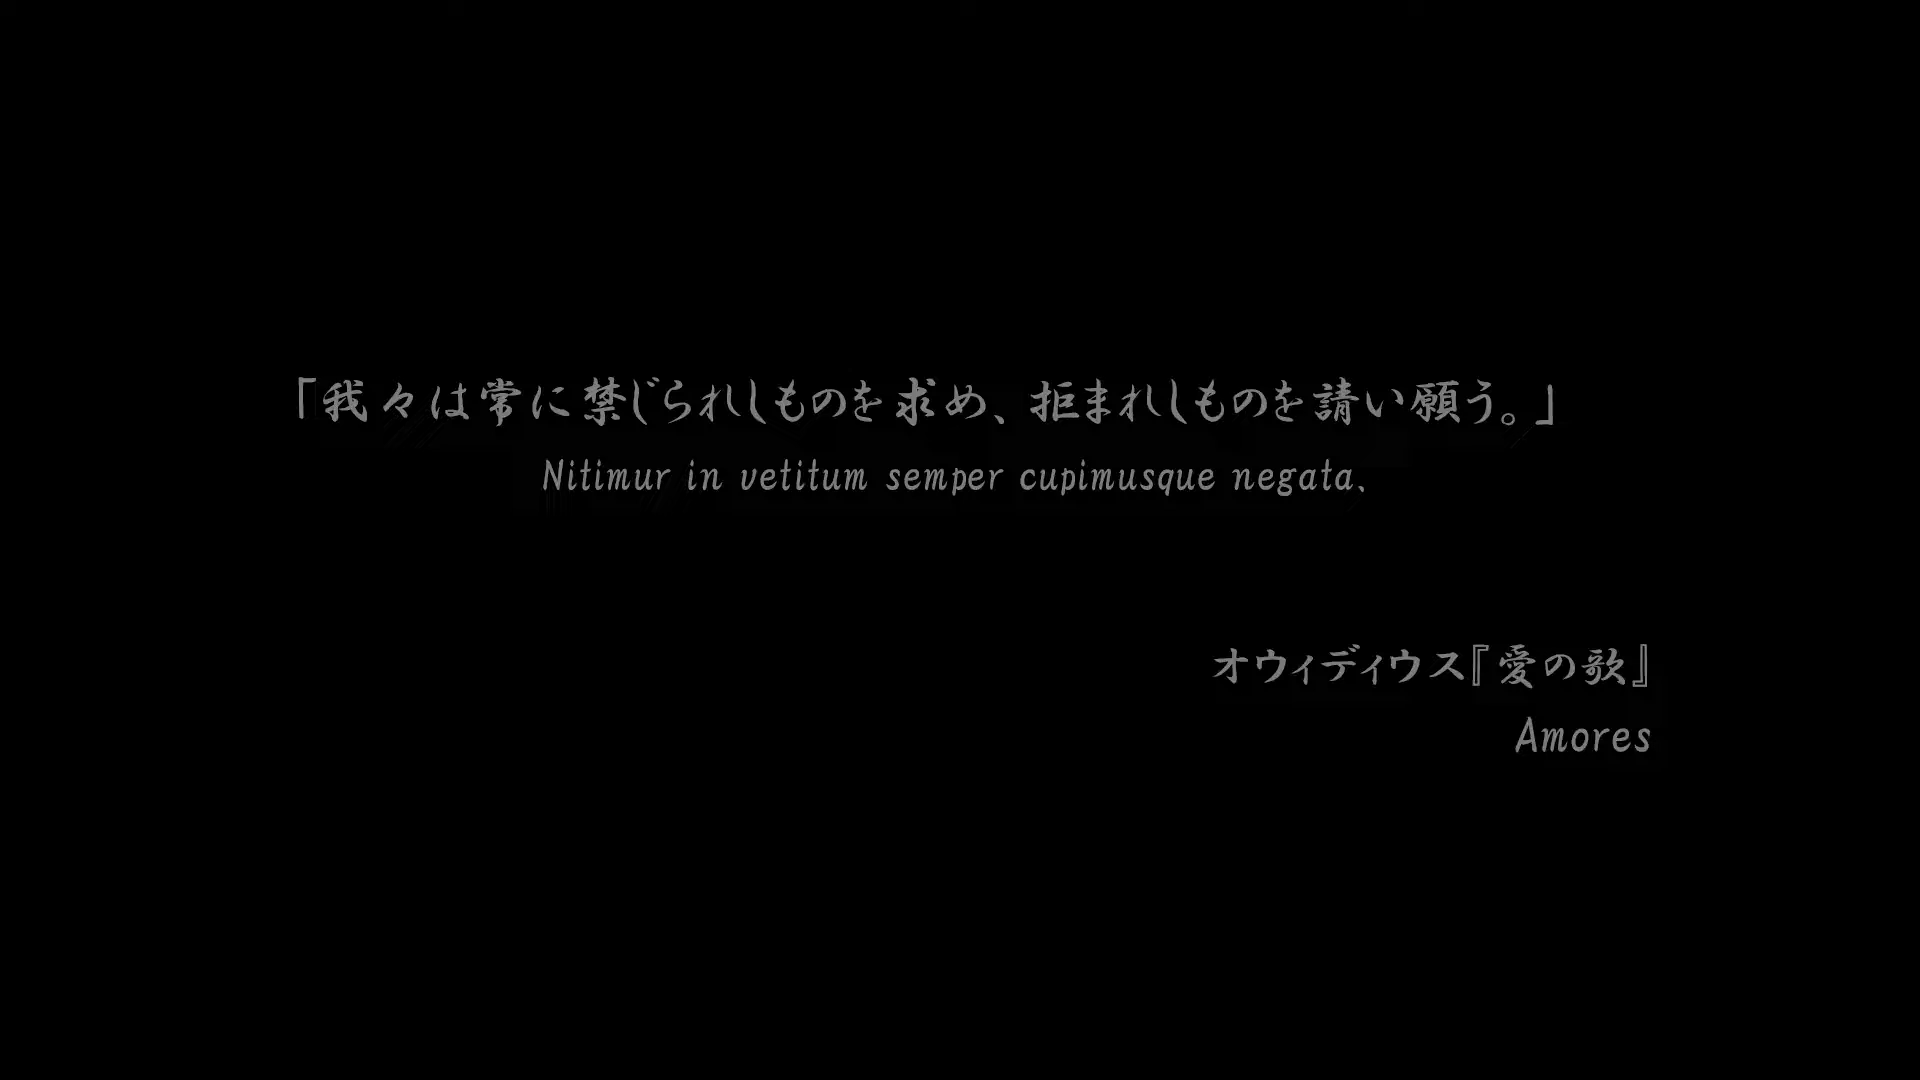 「我々は常に禁じられしものを求め、拒まれしものを請い願う。」
Nitimur in vetitum semper cupimusque negata.
オウィディウス『愛の歌』
Amores